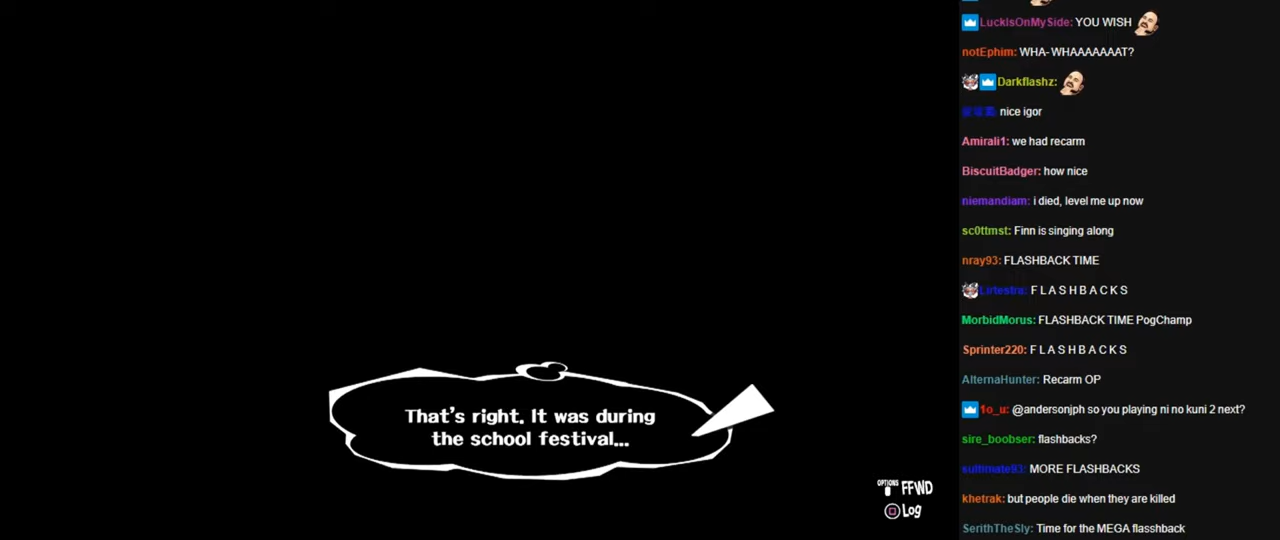 That's right. It was during
the school festival...
OPTIONS FFWD
Log
LuckIsOnMySide: YOU WISH
notEphim: WHA- WHAAAAAAAT?
Darkflashz:
nice igor
Amirali1: we had recarm
BiscuitBadger: how nice
niemandiam: i died, level me up now
sc0ttmst: Finn is singing along
nray93: FLASHBACK TIME
Lirtestra: F L A S H B A C K S
MorbidMorus: FLASHBACK TIME PogChamp
Sprinter220: F L A S H B A C K S
AlternaHunter: Recarm OP
1o_u: @andersonjph so you playing ni no kuni 2 next?
sire_boobser: flashbacks?
sultimate93: MORE FLASHBACKS
khetrak: but people die when they are killed
SerithTheSly: Time for the MEGA flasshback